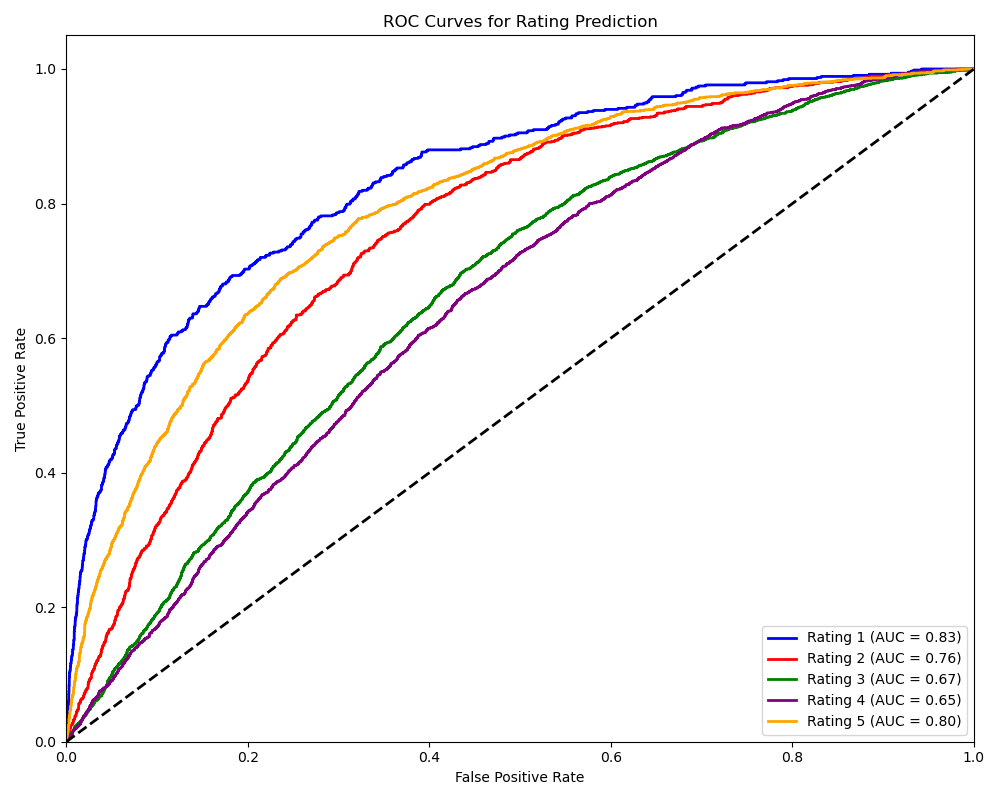 ROC Curves for Rating Prediction
True Positive Rate
1.0
0.8
0.6
0.4
0.2
0.0
Rating 1 (AUC = 0.83)
Rating 2 (AUC = 0.76)
Rating 3 (AUC = 0.67)
Rating 4 (AUC = 0.65)
Rating 5 (AUC = 0.80)
0.0 0.2 0.4 0.6 0.8 1.0
False Positive Rate